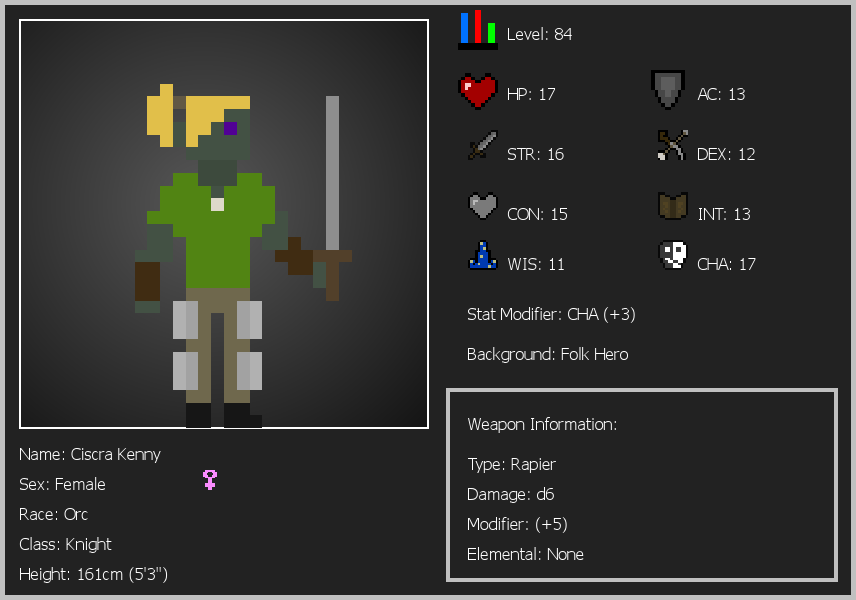 Level: 84
HP: 17
AC: 13
STR: 16
DEX: 12
CON: 15
INT: 13
WIS: 11
CHA: 17
Stat Modifier: CHA (+3)
Background: Folk Hero
Weapon Information:
Type: Rapier
Damage: d6
Modifier: (+5)
Elemental: None
Name: Ciscra Kenny
Sex: Female
Race: Orc
Class: Knight
Height: 161cm (5'3")